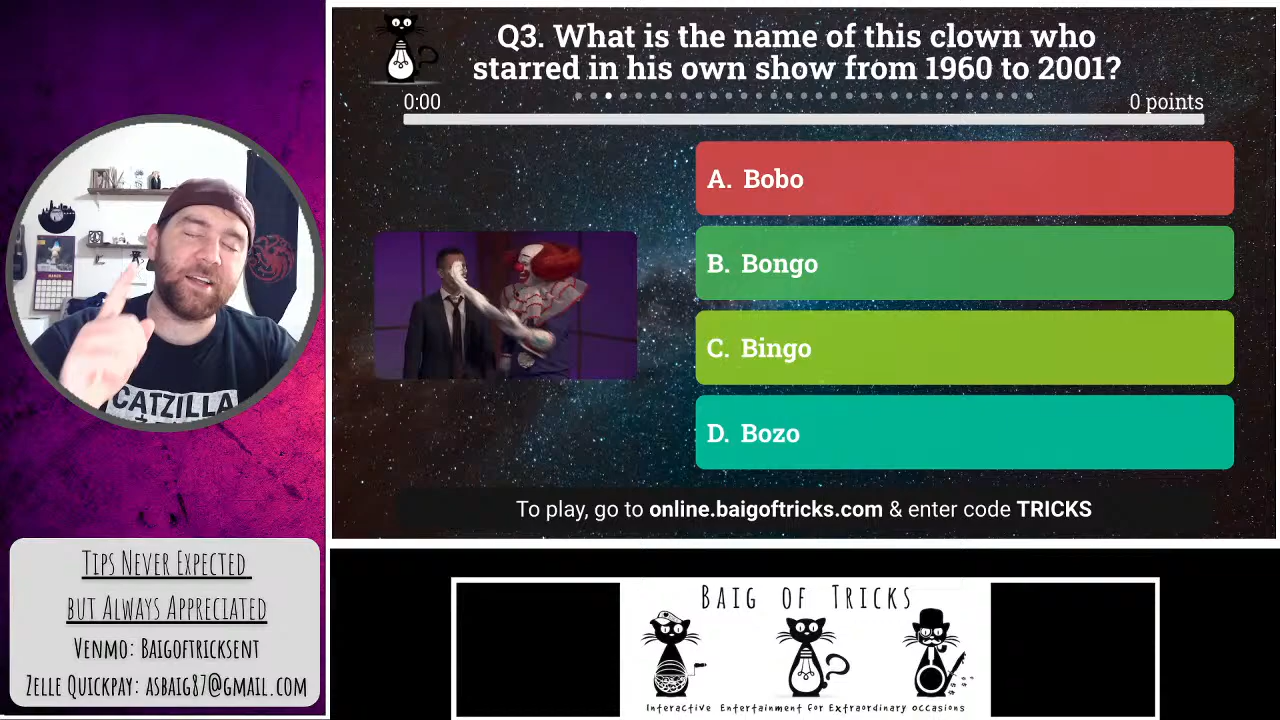 Q3. What is the name of this clown who
starred in his own show from 1960 to 2001?
0:00
0 points
A. Bobo
B. Bongo
C. Bingo
D. Bozo
To play, go to online.baigoftricks.com & enter code TRICKS
CATZILLA
Tips Never Expected
but Always Appreciated
Venmo: Baigoftricksent
Zelle Quickpay: asbaig87@gmail.com
Baig of Tricks
Interactive Entertainment for Extraordinary Occasions